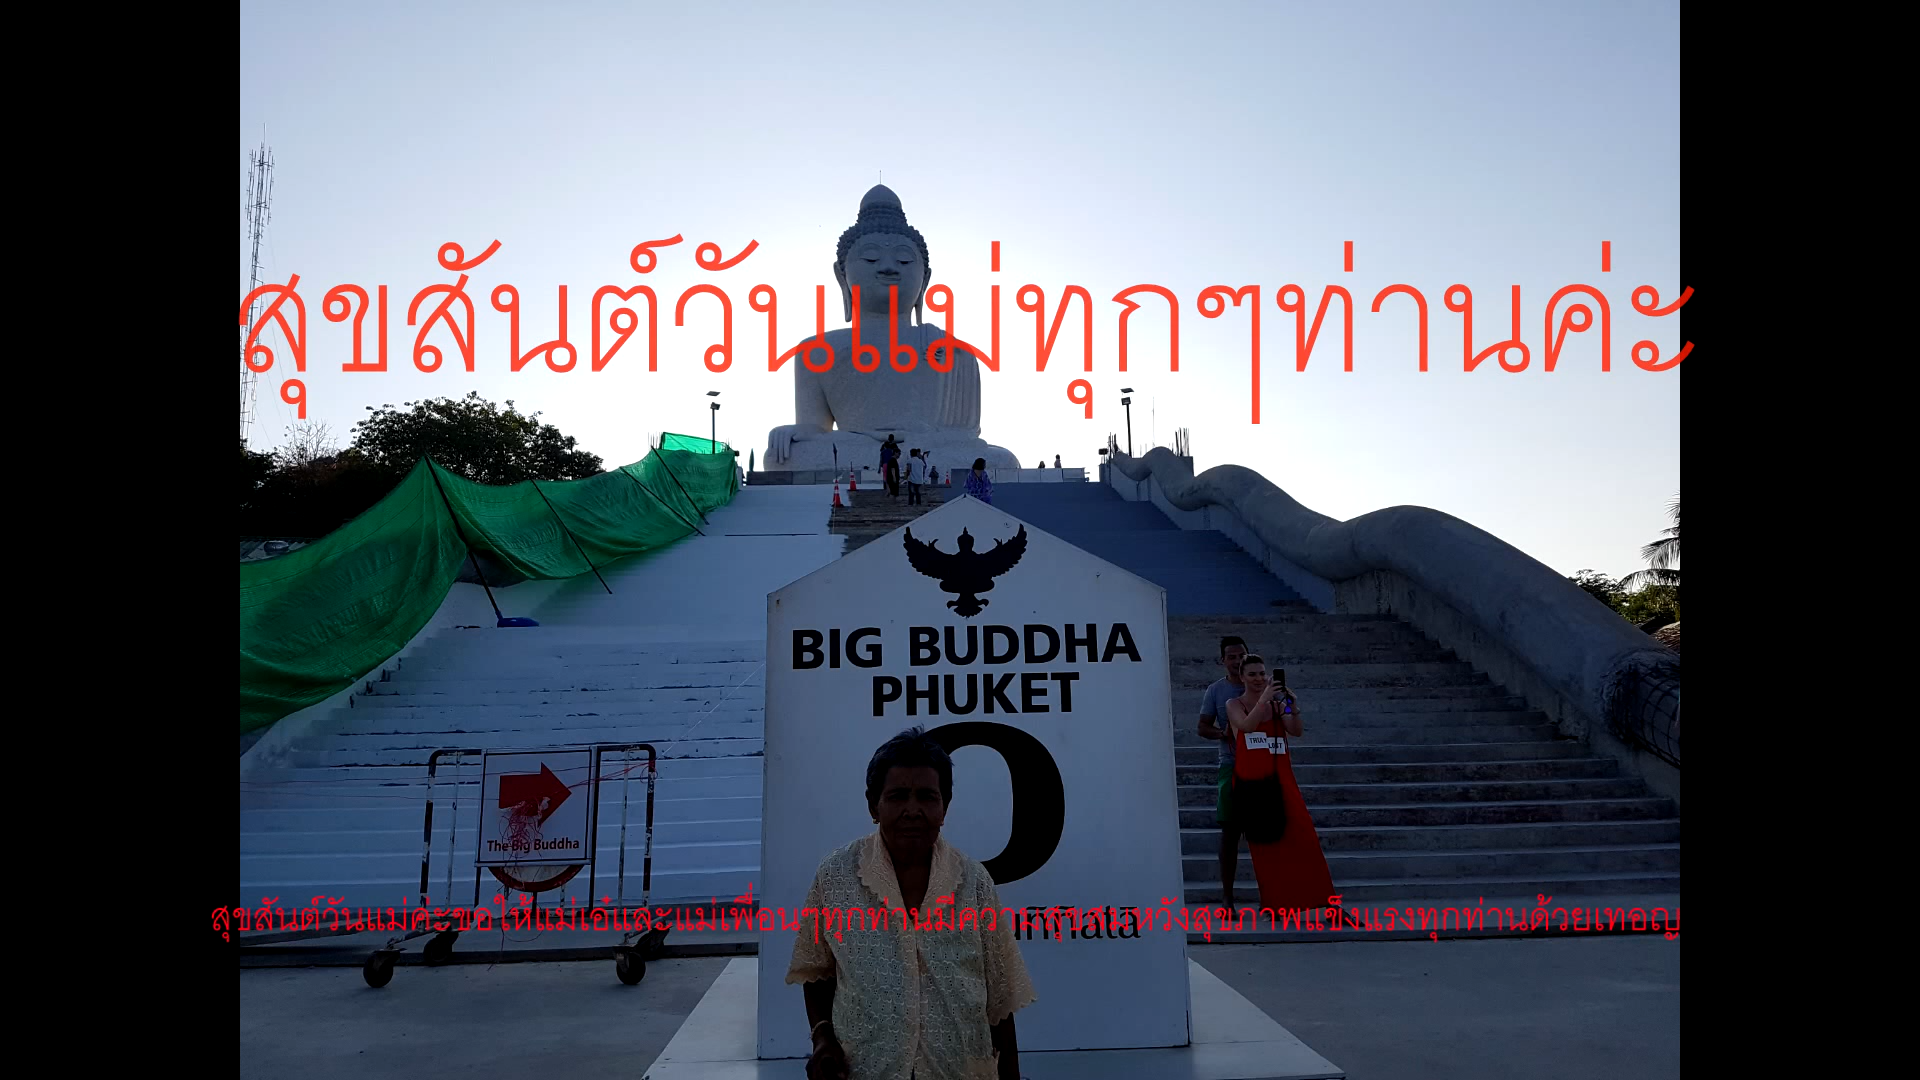 สุขสันต์วันแม่ทุกๆท่านค่ะ
BIG BUDDHA
PHUKET
TRULY
The Big Buddha
สุขสันต์วันแม่ค่ะขอให้แม่เอ๋และแม่เพื่อนๆทุกท่านมีความสุขสมหวังสุขภาพแข็งแรงทุกท่านด้วยเทอญ